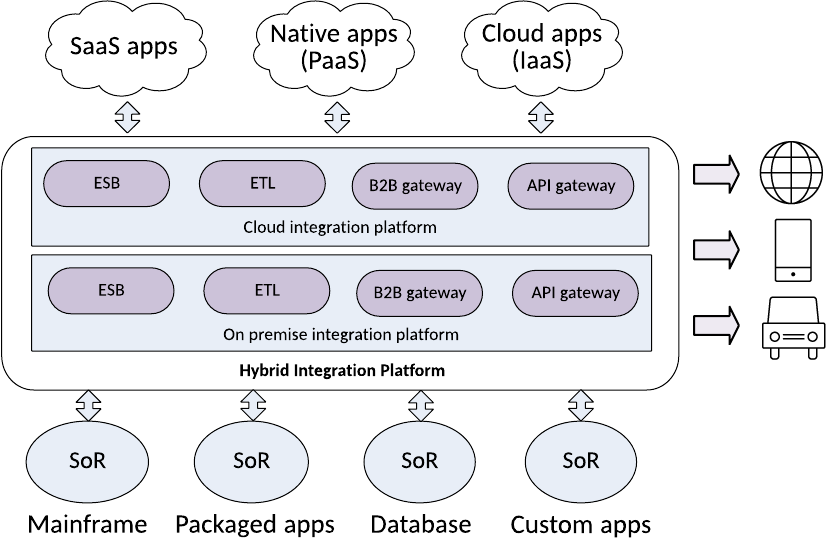 SaaS apps
Native apps
(PaaS)
Cloud apps
(IaaS)
ESB
ETL
B2B gateway
API gateway
Cloud integration platform
ESB
ETL
B2B gateway
API gateway
On premise integration platform
Hybrid Integration Platform
SoR
SoR
SoR
SoR
Mainframe
Packaged apps
Database
Custom apps